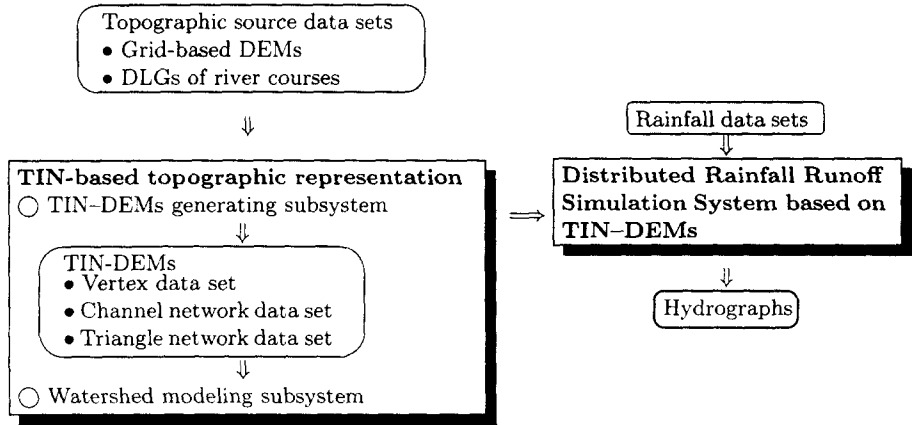 Topographic source data sets
• Grid-based DEMs
• DLGs of river courses
⇓
TIN-based topographic representation
○ TIN–DEMs generating subsystem
⇓
TIN-DEMs
• Vertex data set
• Channel network data set
• Triangle network data set
⇓
○ Watershed modeling subsystem
⇒
Rainfall data sets
⇓
Distributed Rainfall Runoff
Simulation System based on
TIN–DEMs
⇓
Hydrographs